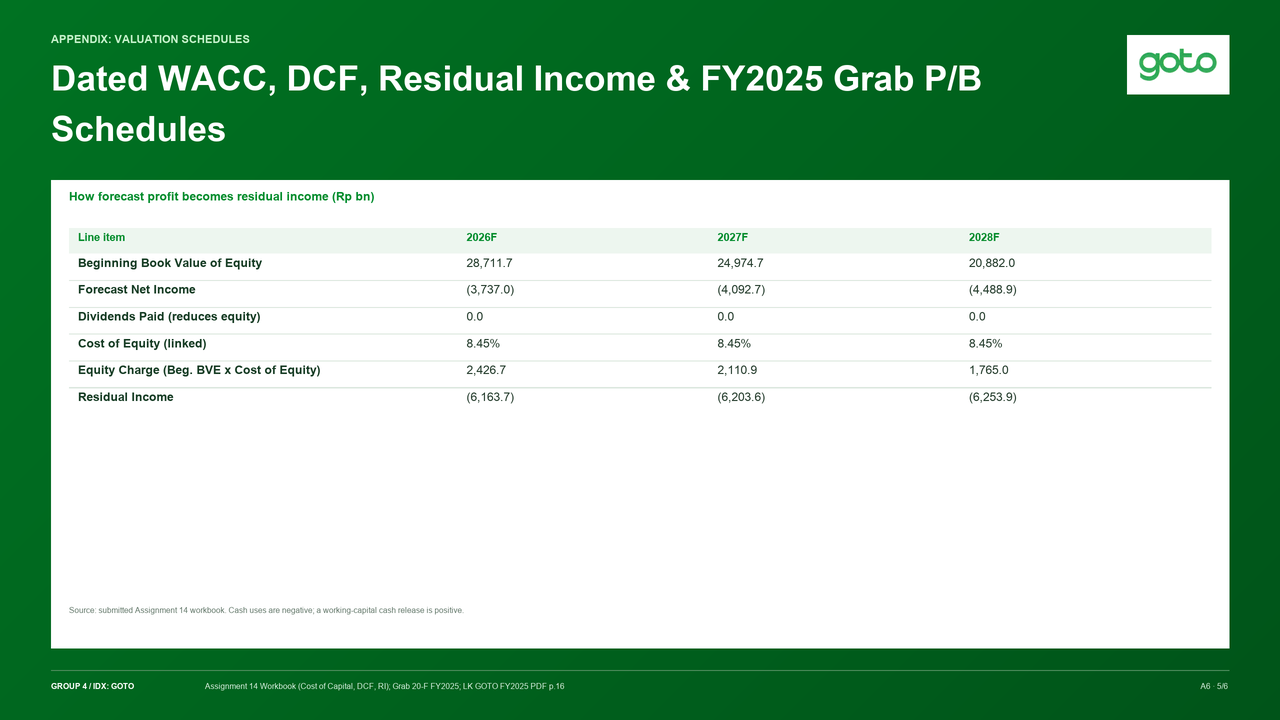 APPENDIX: VALUATION SCHEDULES
Dated WACC, DCF, Residual Income & FY2025 Grab P/B
Schedules
goto
How forecast profit becomes residual income (Rp bn)
Line item 2026F 2027F 2028F
Beginning Book Value of Equity 28,711.7 24,974.7 20,882.0
Forecast Net Income (3,737.0) (4,092.7) (4,488.9)
Dividends Paid (reduces equity) 0.0 0.0 0.0
Cost of Equity (linked) 8.45% 8.45% 8.45%
Equity Charge (Beg. BVE x Cost of Equity) 2,426.7 2,110.9 1,765.0
Residual Income (6,163.7) (6,203.6) (6,253.9)
Source: submitted Assignment 14 workbook. Cash uses are negative; a working-capital cash release is positive.
GROUP 4 / IDX: GOTO Assignment 14 Workbook (Cost of Capital, DCF, RI); Grab 20-F FY2025; LK GOTO FY2025 PDF p.16 A6 · 5/6